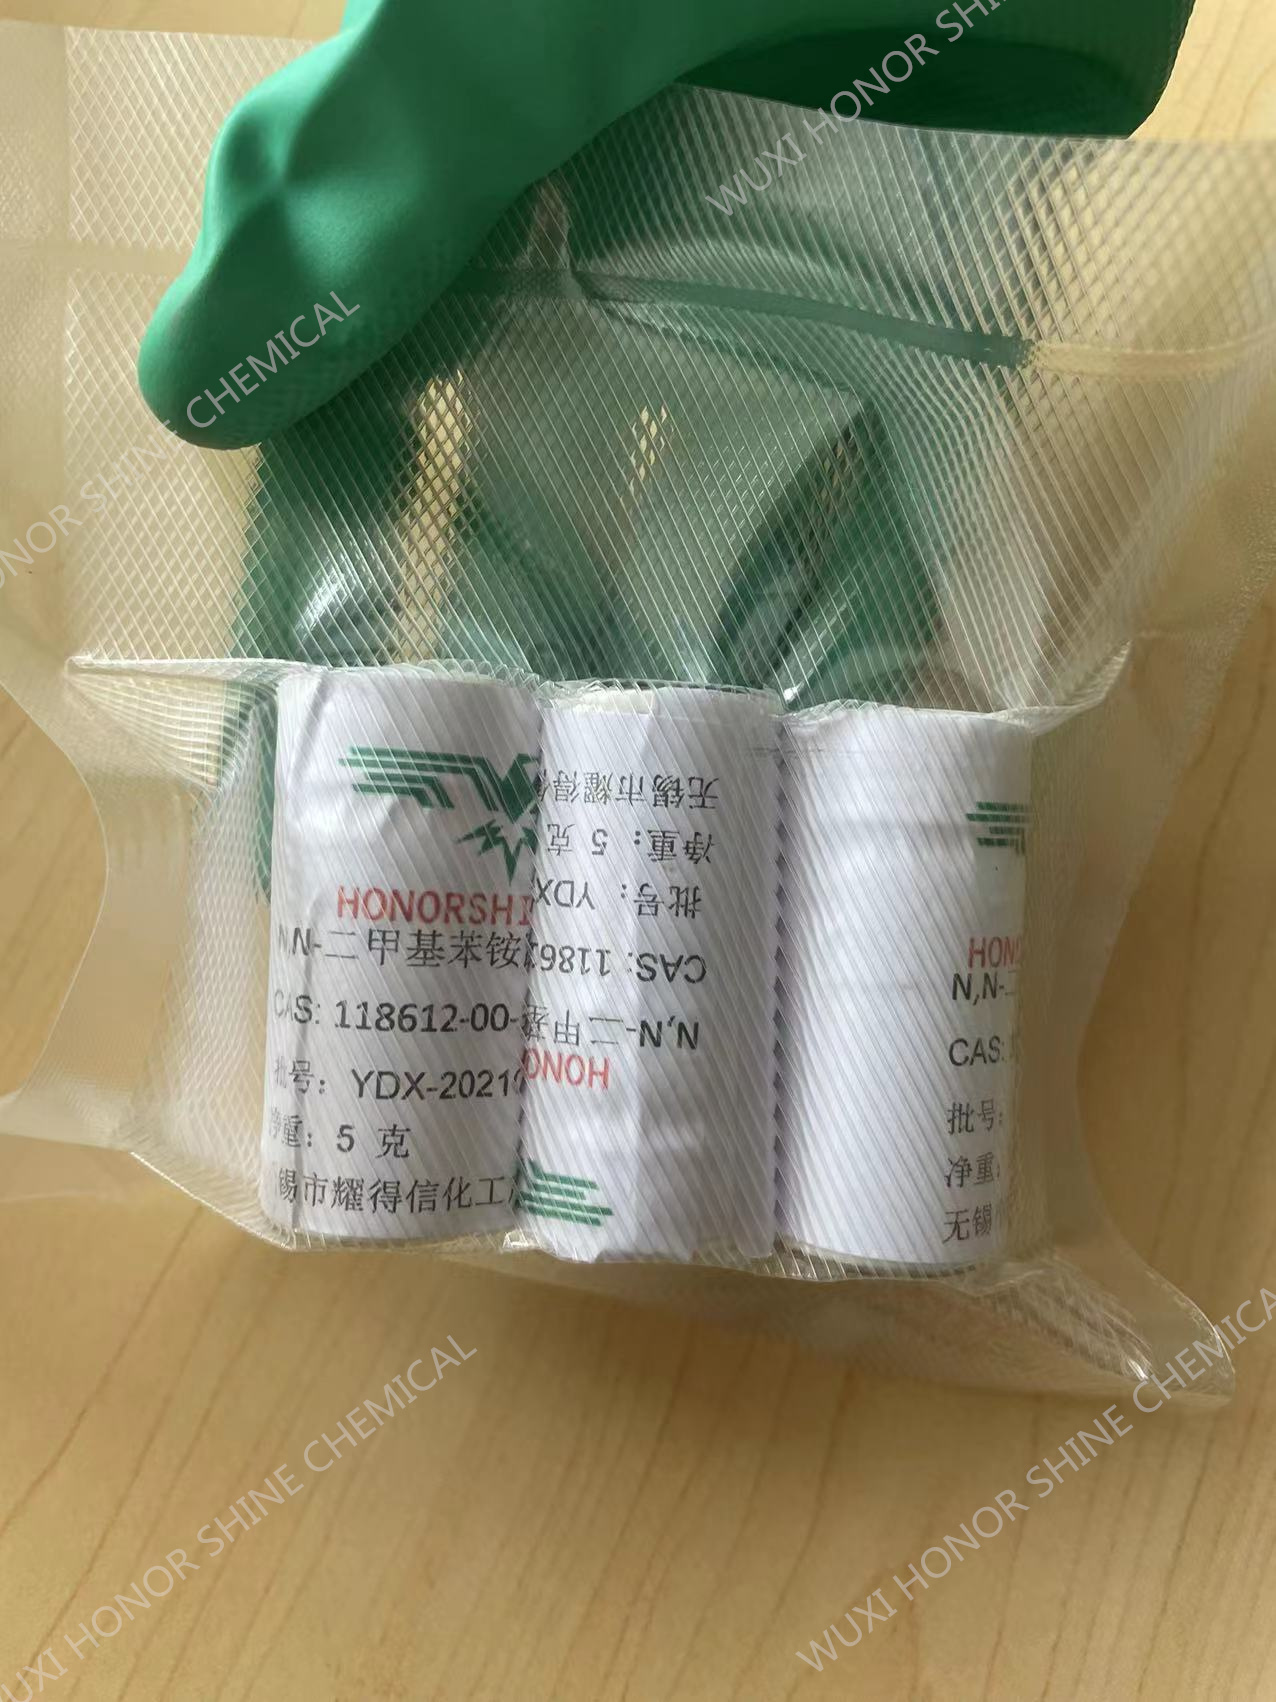 WUXI HONOR SHINE
HONOR SHINE CHEMICAL
HONORSHI
N,N-二甲基苯铵
CAS: 118612-00-
批号: YDX-2021
净重: 5 克
锡市耀得信化工
无锡市耀得
净重: 5 克
批号: YDX
CAS: 1186
N,N-二甲基
HONO
HONO
N,N-二
CAS:
批号:
净重:
无锡
WUXI HONOR SHINE CHEMICAL
WUXI HONOR SHINE CHEMICAL